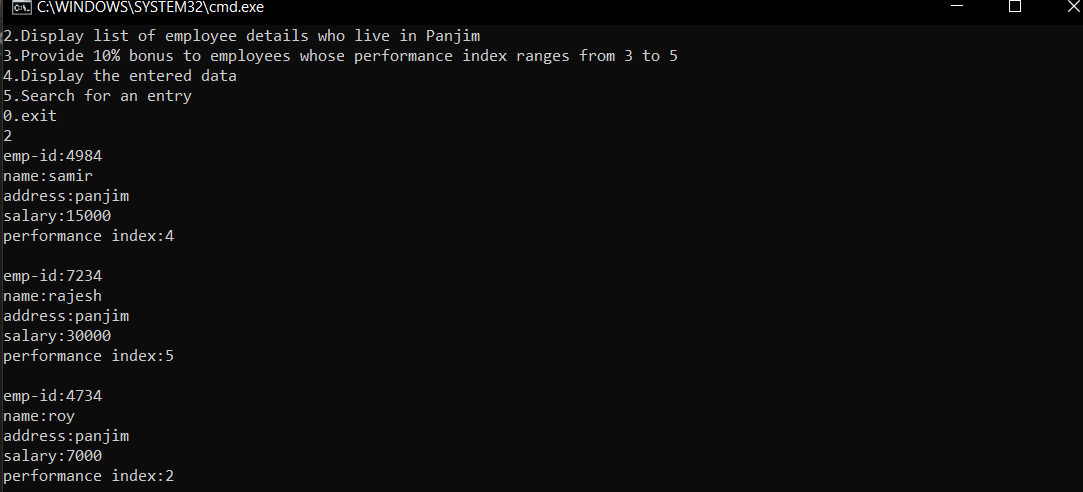 C:\WINDOWS\SYSTEM32\cmd.exe
2.Display list of employee details who live in Panjim
3.Provide 10% bonus to employees whose performance index ranges from 3 to 5
4.Display the entered data
5.Search for an entry
0.exit
2
emp-id:4984
name:samir
address:panjim
salary:15000
performance index:4
emp-id:7234
name:rajesh
address:panjim
salary:30000
performance index:5
emp-id:4734
name:roy
address:panjim
salary:7000
performance index:2